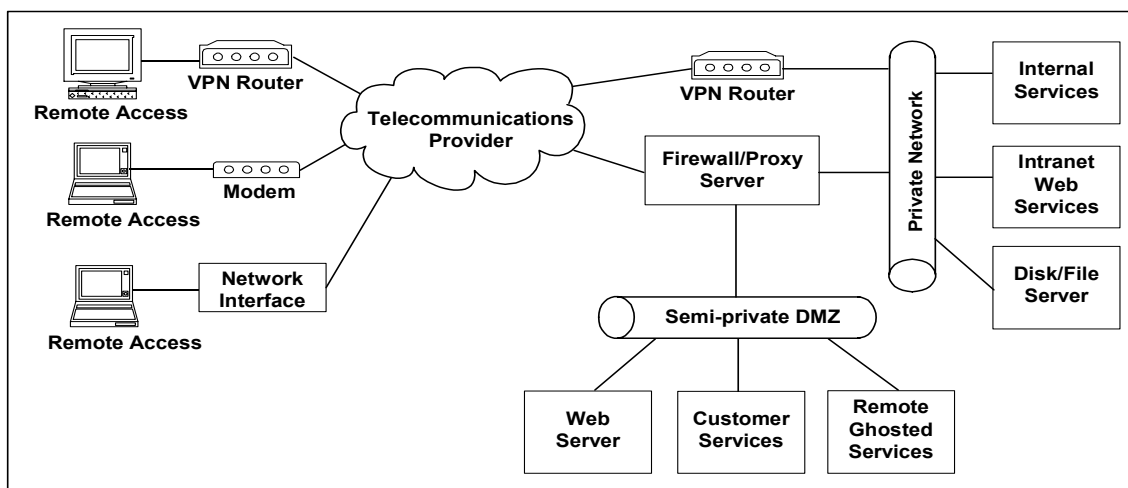 VPN Router
Remote Access
Modem
Remote Access
Network
Interface
Remote Access
Telecommunications
Provider
VPN Router
Firewall/Proxy
Server
Private Network
Internal
Services
Intranet
Web
Services
Disk/File
Server
Semi-private DMZ
Web
Server
Customer
Services
Remote
Ghosted
Services